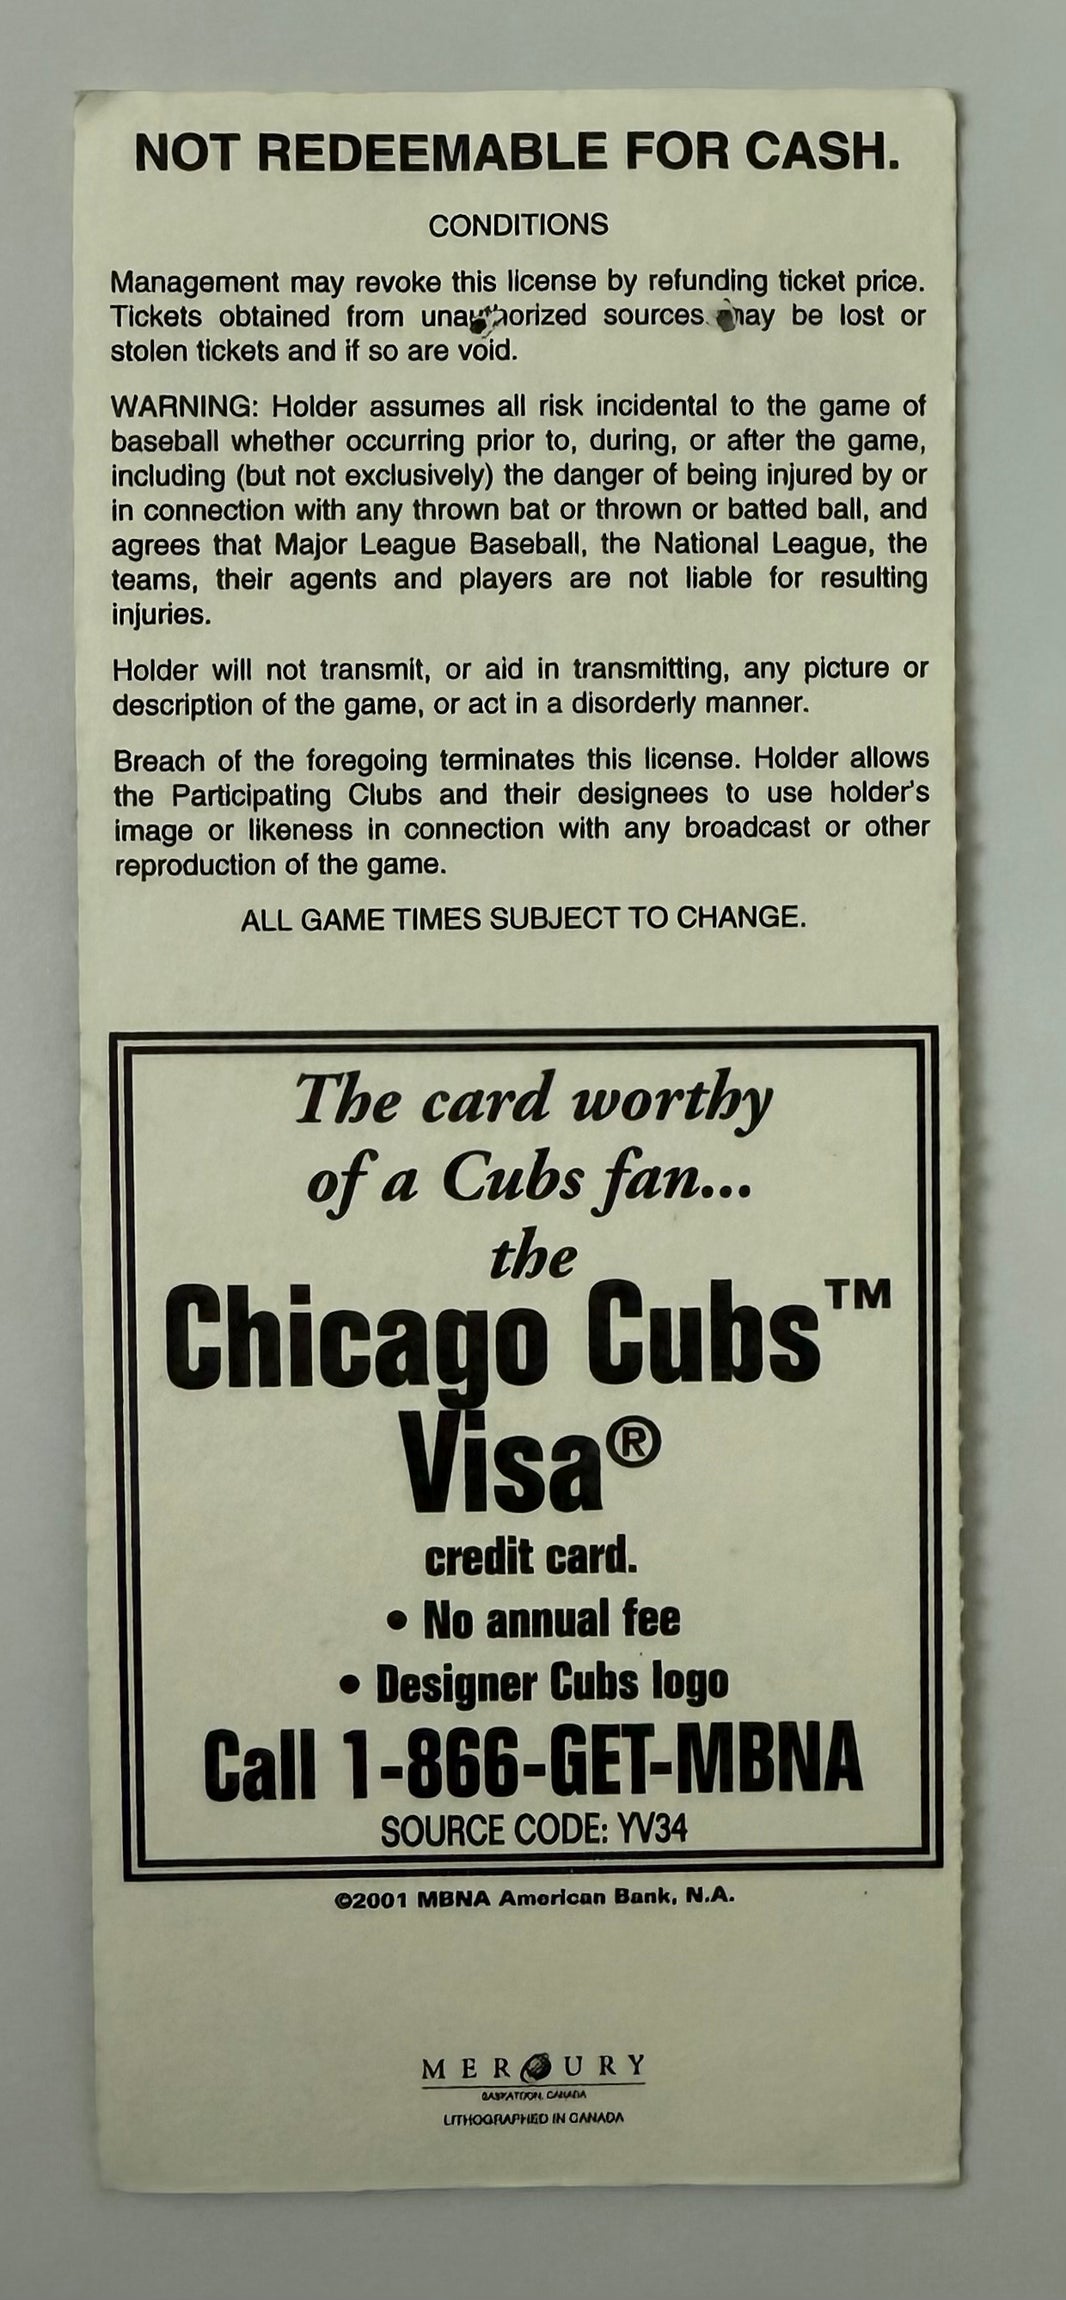 NOT REDEEMABLE FOR CASH.
CONDITIONS
Management may revoke this license by refunding ticket price.
Tickets obtained from unauthorized sources may be lost or
stolen tickets and if so are void.
WARNING: Holder assumes all risk incidental to the game of
baseball whether occurring prior to, during, or after the game,
including (but not exclusively) the danger of being injured by or
in connection with any thrown bat or thrown or batted ball, and
agrees that Major League Baseball, the National League, the
teams, their agents and players are not liable for resulting
injuries.
Holder will not transmit, or aid in transmitting, any picture or
description of the game, or act in a disorderly manner.
Breach of the foregoing terminates this license. Holder allows
the Participating Clubs and their designees to use holder's
image or likeness in connection with any broadcast or other
reproduction of the game.
ALL GAME TIMES SUBJECT TO CHANGE.
The card worthy
of a Cubs fan...
the
Chicago Cubs™
Visa®
credit card.
• No annual fee
• Designer Cubs logo
Call 1-866-GET-MBNA
SOURCE CODE: YV34
©2001 MBNA American Bank, N.A.
MERCURY
SASKATOON, CANADA
LITHOGRAPHED IN CANADA